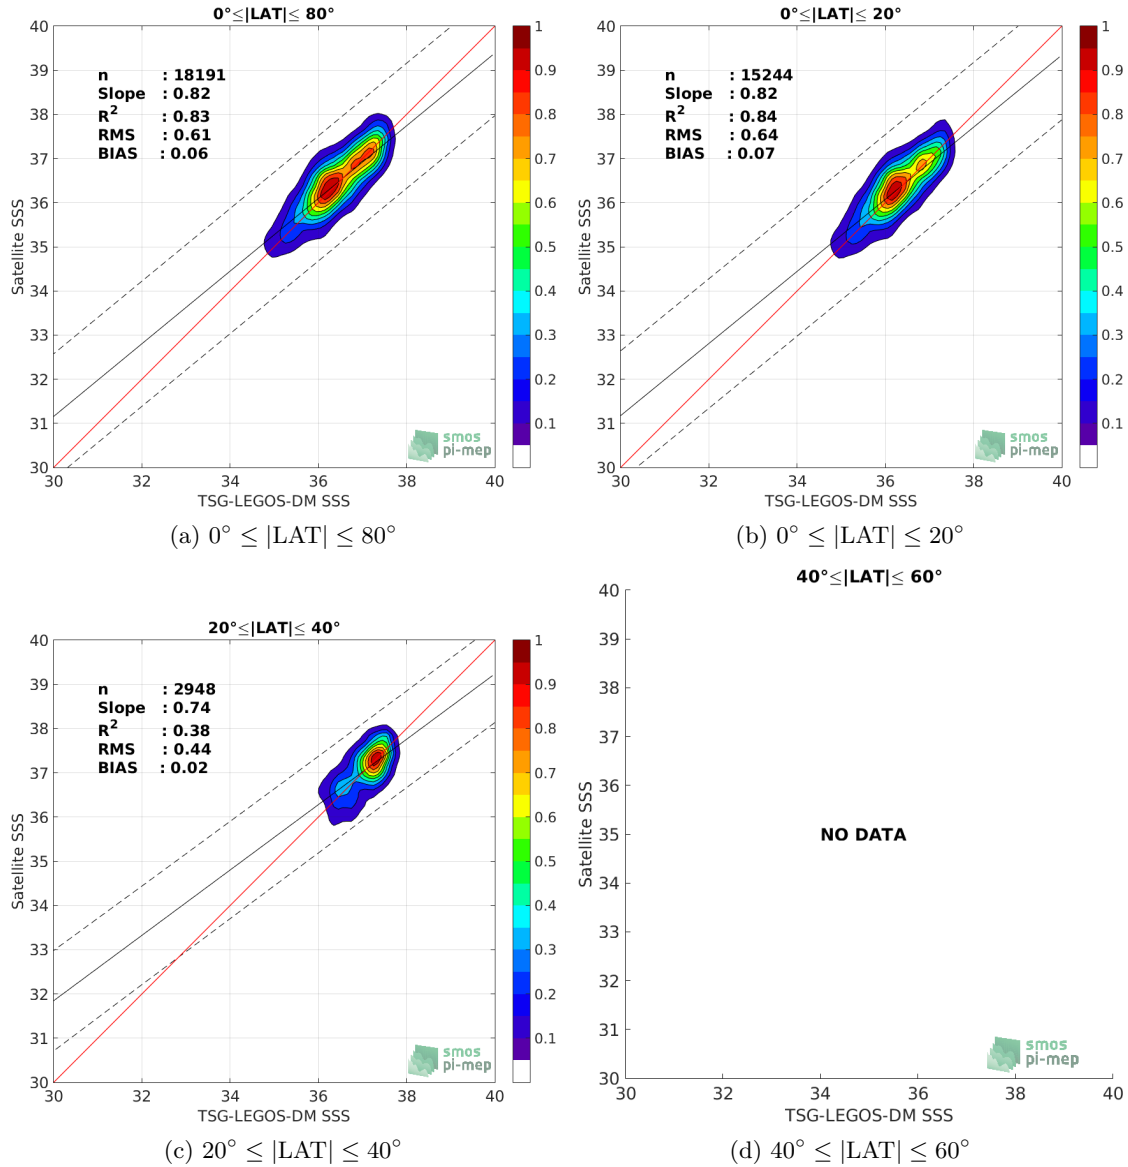 0°≤|LAT|≤ 80°
n : 18191
Slope : 0.82
R² : 0.83
RMS : 0.61
BIAS : 0.06
Satellite SSS
40
39
38
37
36
35
34
33
32
31
30
30 32 34 36 38 40
TSG-LEGOS-DM SSS
1
0.9
0.8
0.7
0.6
0.5
0.4
0.3
0.2
0.1
smos
pi-mep
(a) 0° ≤ |LAT| ≤ 80°
0°≤|LAT|≤ 20°
n : 15244
Slope : 0.82
R² : 0.84
RMS : 0.64
BIAS : 0.07
Satellite SSS
40
39
38
37
36
35
34
33
32
31
30
30 32 34 36 38 40
TSG-LEGOS-DM SSS
1
0.9
0.8
0.7
0.6
0.5
0.4
0.3
0.2
0.1
smos
pi-mep
(b) 0° ≤ |LAT| ≤ 20°
20°≤|LAT|≤ 40°
n : 2948
Slope : 0.74
R² : 0.38
RMS : 0.44
BIAS : 0.02
Satellite SSS
40
39
38
37
36
35
34
33
32
31
30
30 32 34 36 38 40
TSG-LEGOS-DM SSS
1
0.9
0.8
0.7
0.6
0.5
0.4
0.3
0.2
0.1
smos
pi-mep
(c) 20° ≤ |LAT| ≤ 40°
40°≤|LAT|≤ 60°
Satellite SSS
40
39
38
37
36
35
34
33
32
31
30
NO DATA
30 32 34 36 38 40
TSG-LEGOS-DM SSS
smos
pi-mep
(d) 40° ≤ |LAT| ≤ 60°